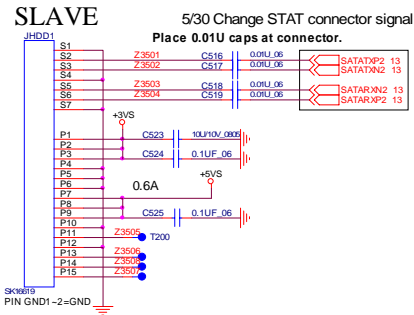 SLAVE
5/30 Change STAT connector signal
Place 0.01U caps at connector.
JHDD1
S1
S2 Z3501 C516 0.01U_06 SATATXP2 13
S3 Z3502 C517 0.01U_06 SATATXN2 13
S4
S5 Z3503 C518 0.01U_06 SATARXN2 13
S6 Z3504 C519 0.01U_06 SATARXP2 13
S7
+3VS
P1 C523 10U/10V_0805
P2
P3 C524 0.1UF_06
P4
P5
P6 0.6A +5VS
P7
P8
P9 C525 0.1UF_06
P10
P11 Z3505 T200
P12
P13 Z3506
P14 Z3508
P15 Z3507
SK16619
PIN GND1~2=GND